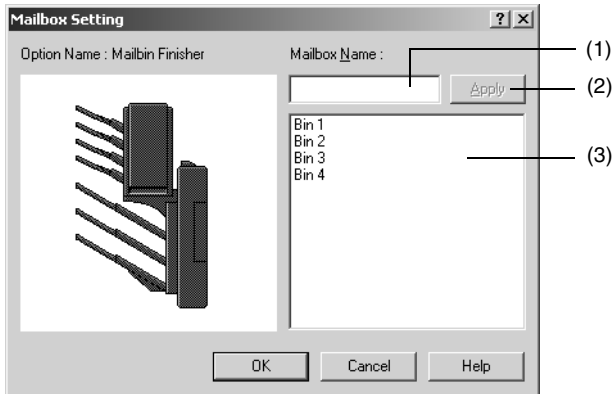 Mailbox Setting
Option Name : Mailbin Finisher
Mailbox Name :
(1)
Apply
(2)
Bin 1
Bin 2
Bin 3
Bin 4
(3)
OK
Cancel
Help